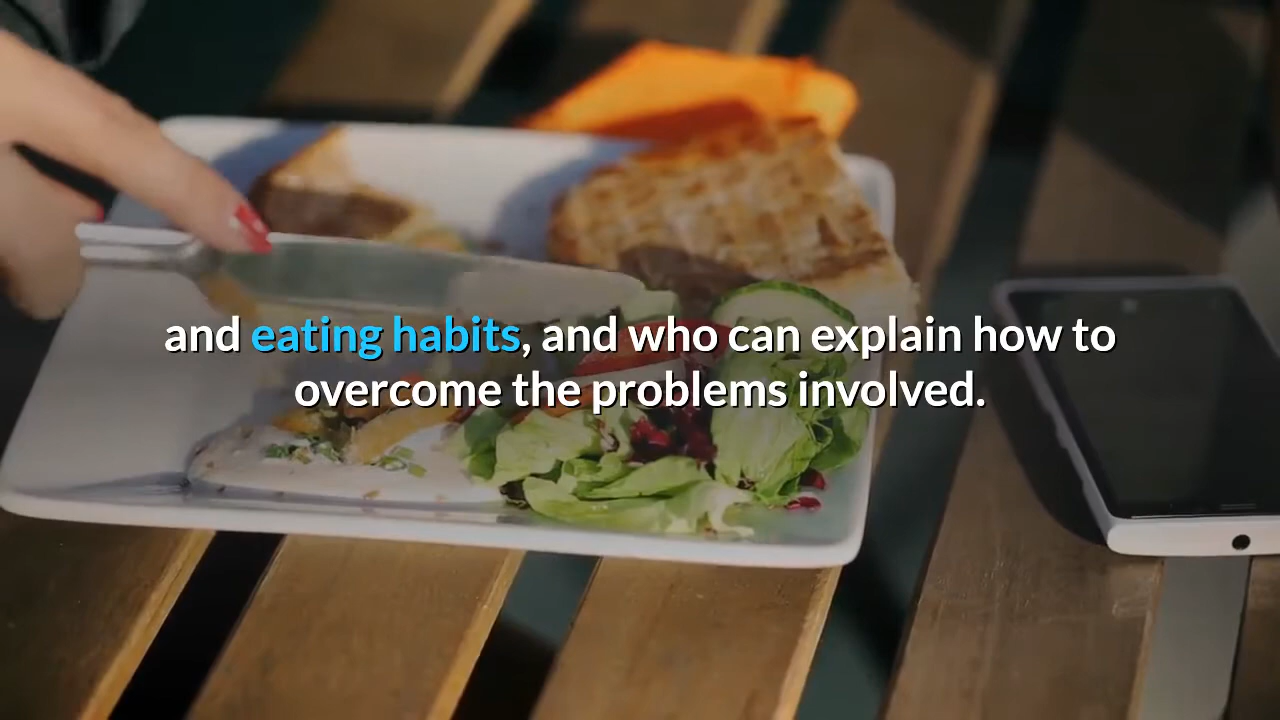 and eating habits, and who can explain how to
overcome the problems involved.